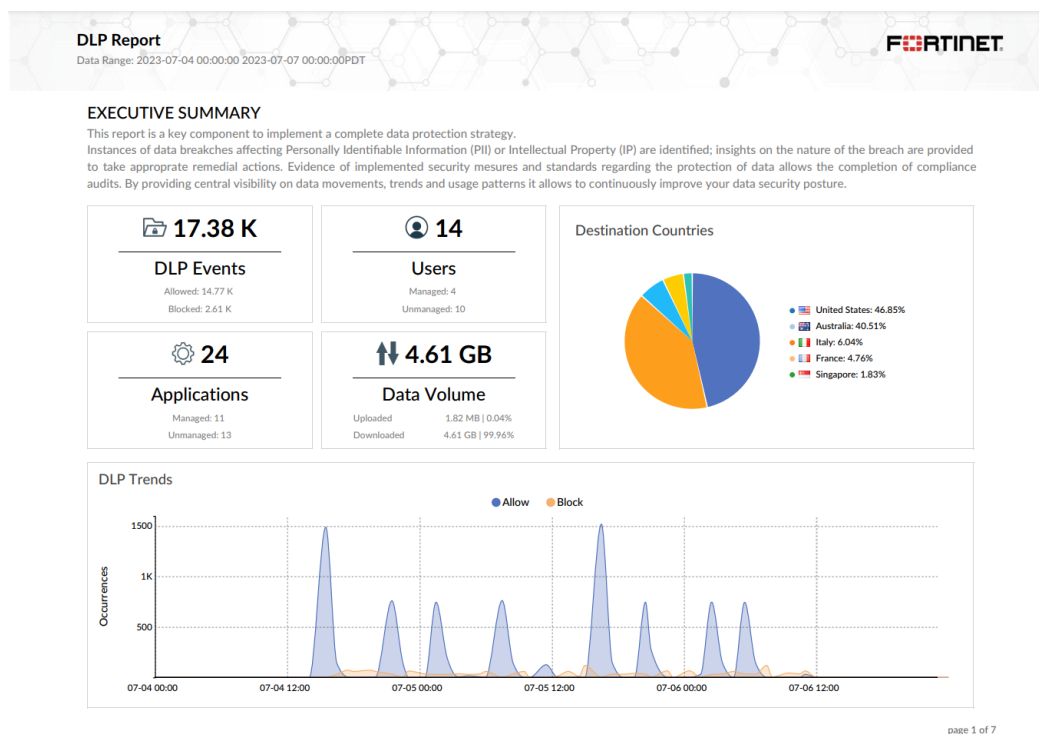 DLP Report
Data Range: 2023-07-04 00:00:00 2023-07-07 00:00:00PDT
FORTINET
EXECUTIVE SUMMARY
This report is a key component to implement a complete data protection strategy.
Instances of data breakches affecting Personally Identifiable Information (PII) or Intellectual Property (IP) are identified; insights on the nature of the breach are provided
to take approprate remedial actions. Evidence of implemented security mesures and standards regarding the protection of data allows the completion of compliance
audits. By providing central visibility on data movements, trends and usage patterns it allows to continuously improve your data security posture.
17.38 K
DLP Events
Allowed: 14.77 K
Blocked: 2.61 K
14
Users
Managed: 4
Unmanaged: 10
24
Applications
Managed: 11
Unmanaged: 13
4.61 GB
Data Volume
Uploaded 1.82 MB | 0.04%
Downloaded 4.61 GB | 99.96%
Destination Countries
United States: 46.85%
Australia: 40.51%
Italy: 6.04%
France: 4.76%
Singapore: 1.83%
DLP Trends
Allow Block
Occurrences
1500
1K
500
07-04 00:00 07-04 12:00 07-05 00:00 07-05 12:00 07-06 00:00 07-06 12:00
page 1 of 7